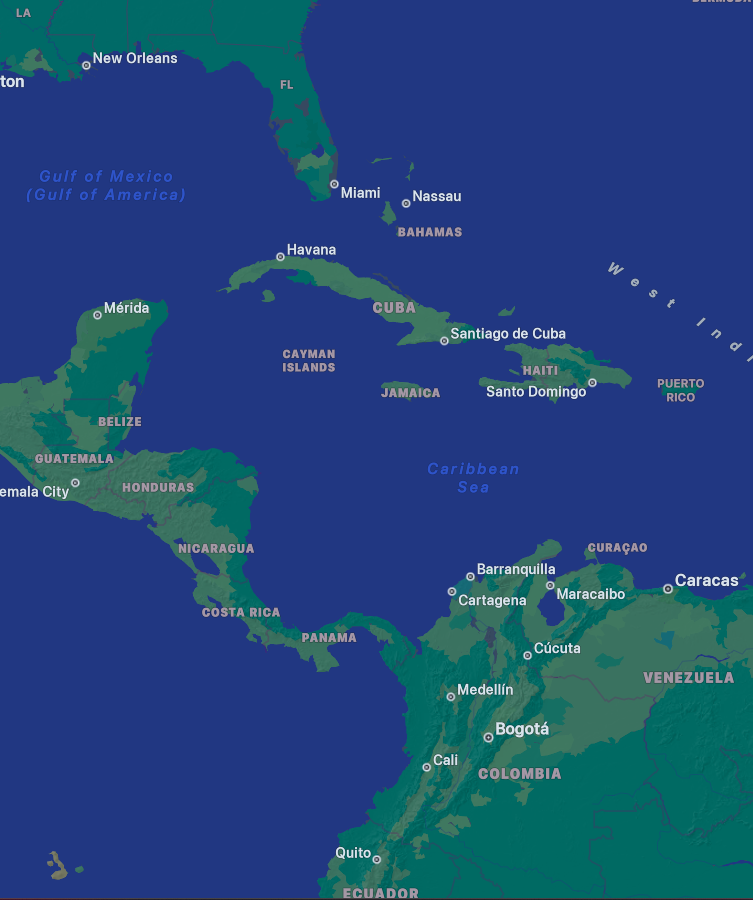 LA
New Orleans
ton
FL
Gulf of Mexico
(Gulf of America)
Miami
Nassau
BAHAMAS
Havana
West Indi
Mérida
CUBA
Santiago de Cuba
CAYMAN
ISLANDS
HAITI
JAMAICA
Santo Domingo
PUERTO
RICO
BELIZE
GUATEMALA
Caribbean
Sea
emala City
HONDURAS
NICARAGUA
CURAÇAO
Barranquilla
Caracas
Cartagena
Maracaibo
COSTA RICA
PANAMA
Cúcuta
VENEZUELA
Medellín
Bogotá
Cali
COLOMBIA
Quito
ECUADOR